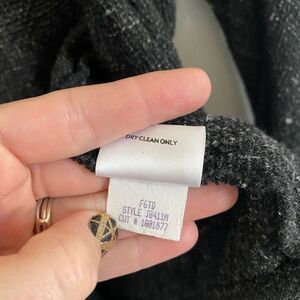 DRY CLEAN ONLY
F6TD
STYLE J8411M
CUT # 1001877